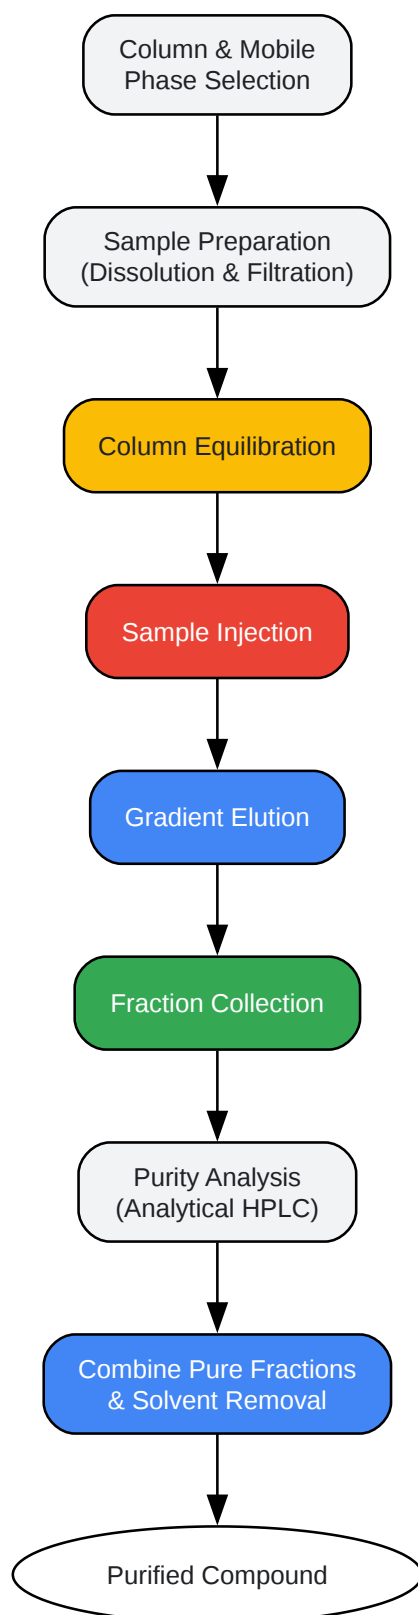 Column & Mobile
Phase Selection
Sample Preparation
(Dissolution & Filtration)
Column Equilibration
Sample Injection
Gradient Elution
Fraction Collection
Purity Analysis
(Analytical HPLC)
Combine Pure Fractions
& Solvent Removal
Purified Compound